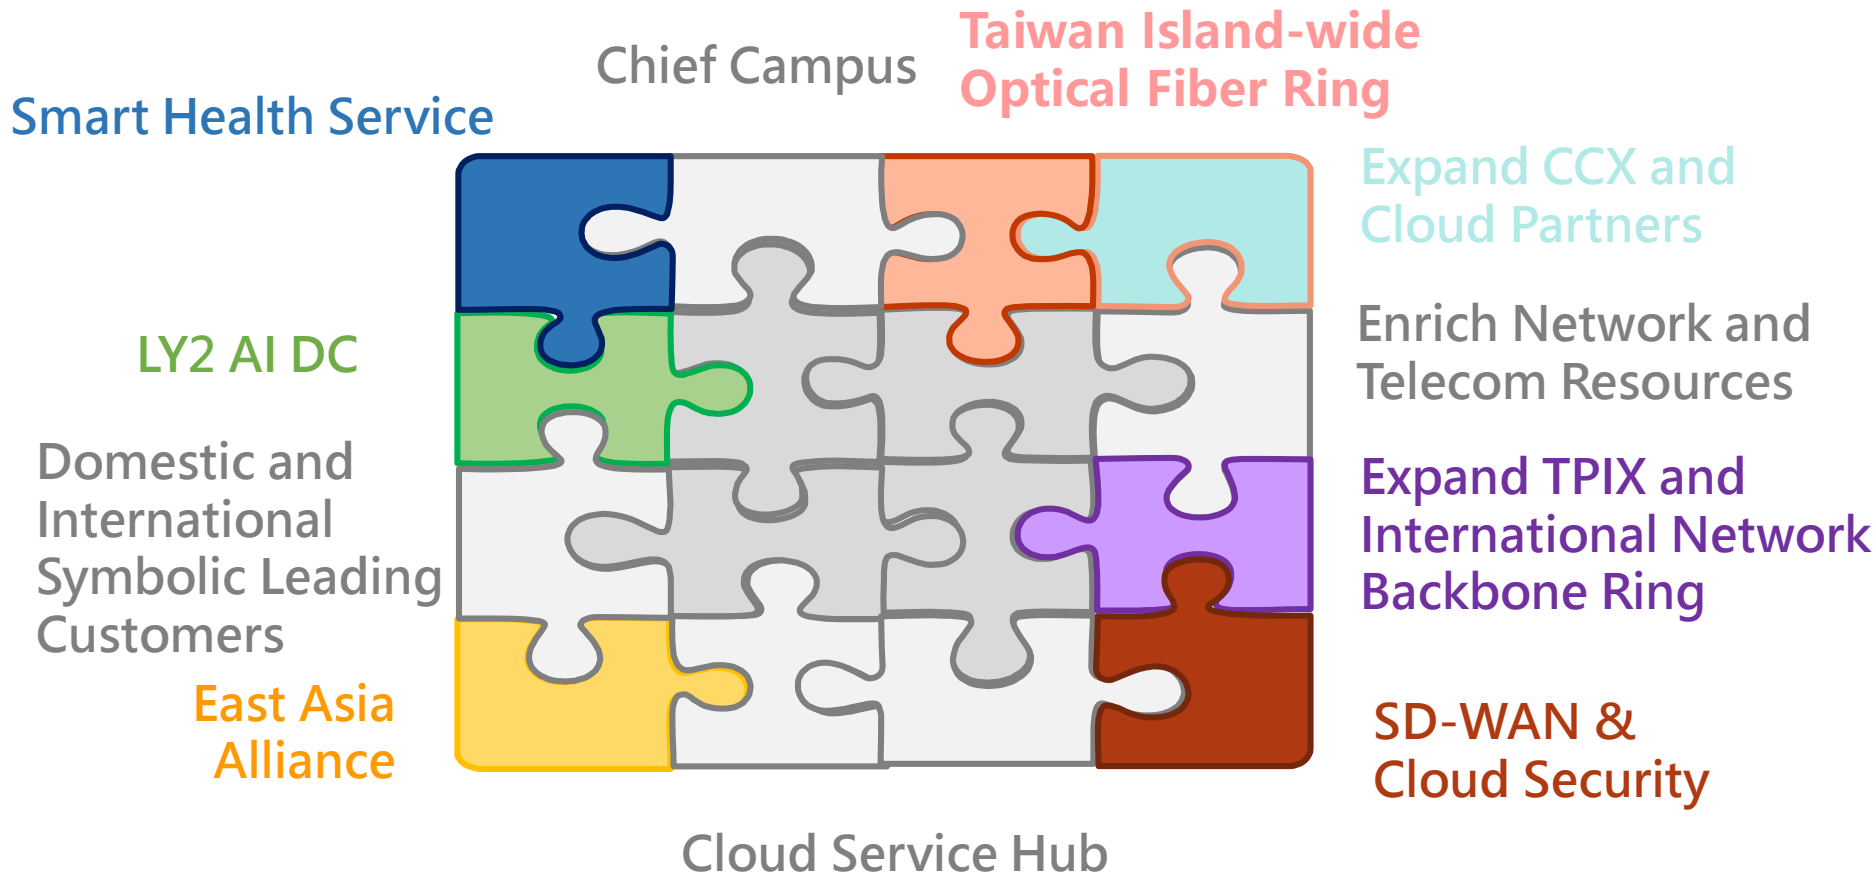 Chief Campus
Taiwan Island-wide
Optical Fiber Ring
Smart Health Service
Expand CCX and
Cloud Partners
LY2 AI DC
Enrich Network and
Telecom Resources
Domestic and
International
Symbolic Leading
Customers
Expand TPIX and
International Network
Backbone Ring
East Asia
Alliance
SD-WAN &
Cloud Security
Cloud Service Hub